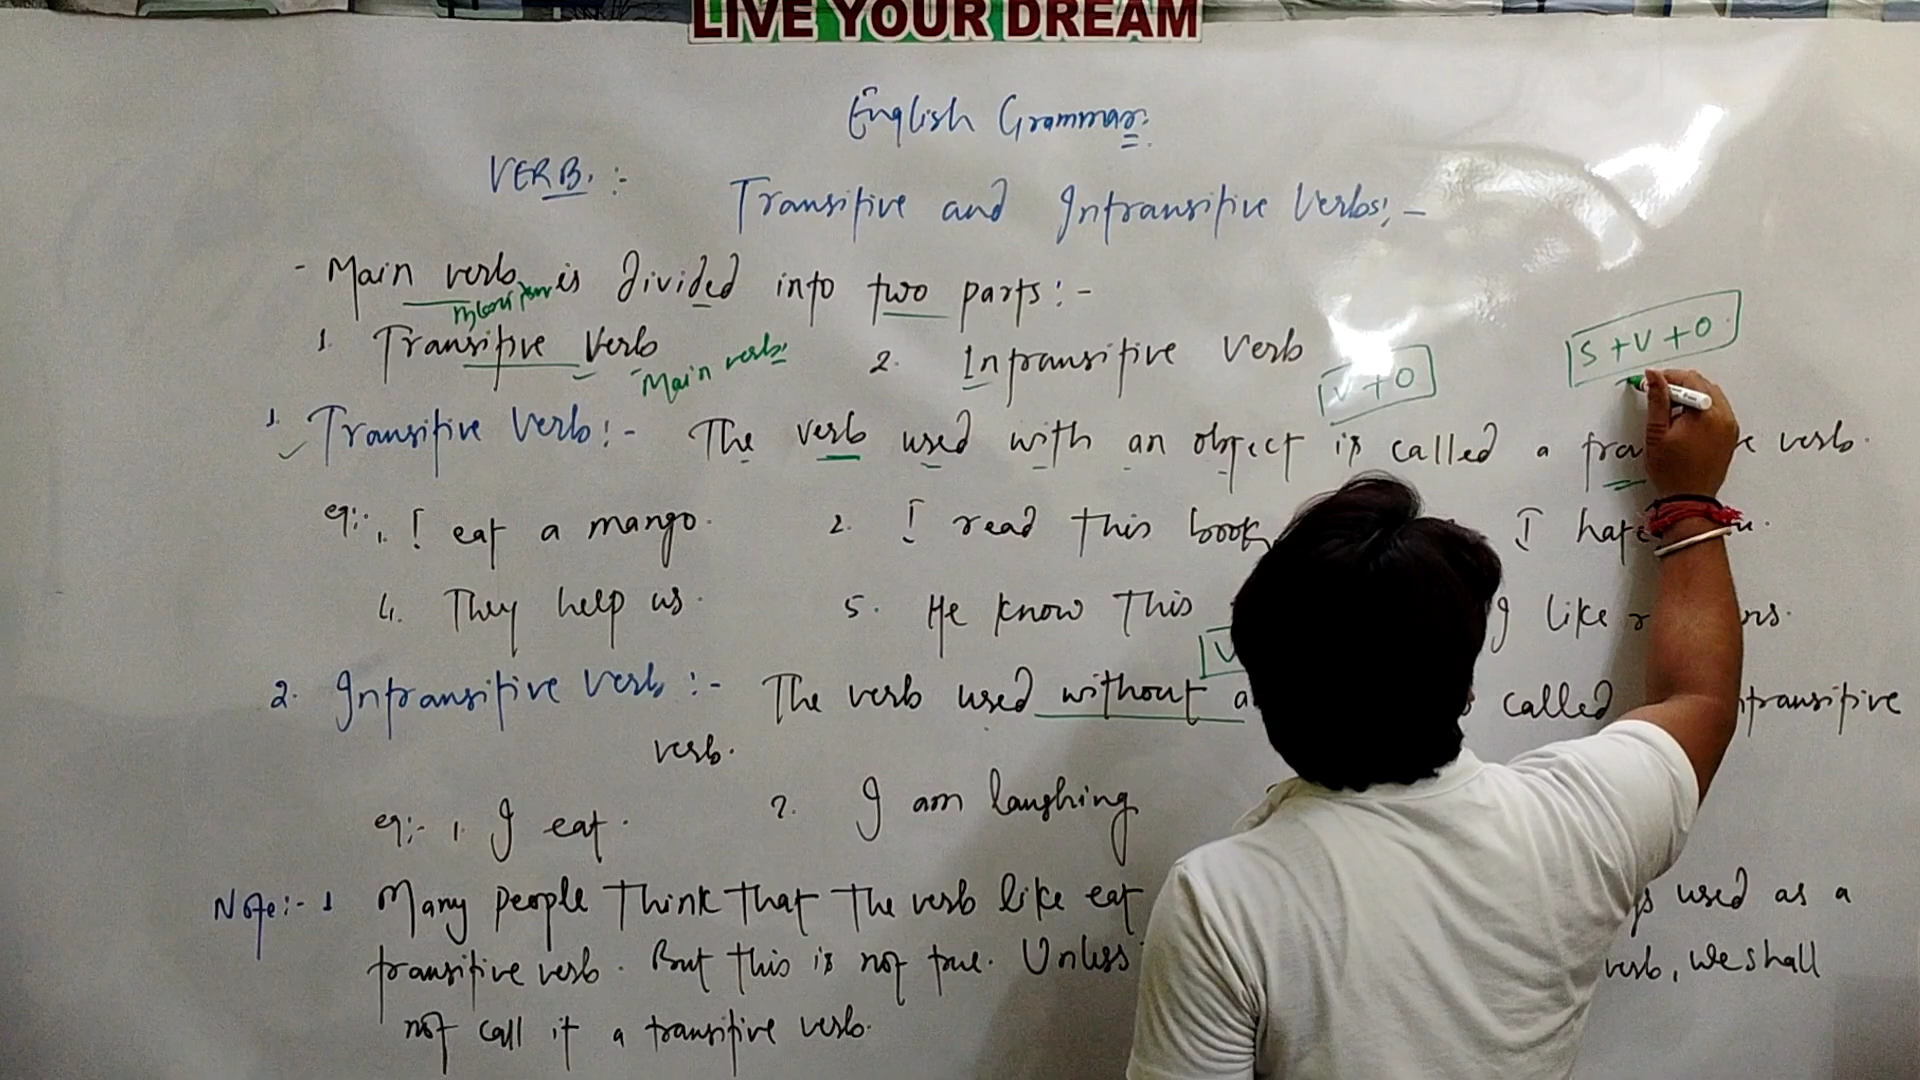 LIVE YOUR DREAM
English Grammar:
VERB. :-
Transitive and Intransitive Verbs:-
- Main verb is divided into two parts:-
1. Transitive Verb
Main verb
2. Intransitive Verb
V+O
S+V+O
1. Transitive Verb:- The verb used with an object is called a verb.
eg:- 1. I eat a mango.
2. I read this book
I hate
4. They help us.
5. He know this
I like
2. Intransitive Verb:- The verb used without called
verb.
eg:- 1. I eat.
2. I am laughing
Note:- 1 Many people think that the verb like eat used as a
transitive verb. But this is not true. Unless verb, we shall
not call it a transitive verb.